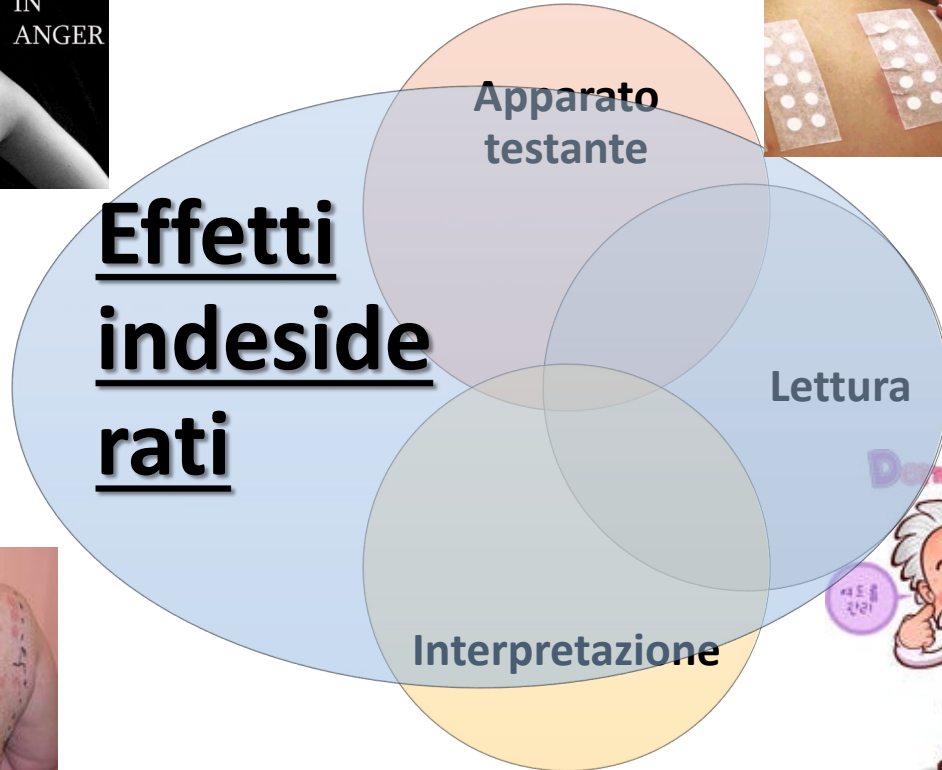 IN
ANGER
Apparato
testante
Effetti
indeside
rati
Lettura
Interpretazione